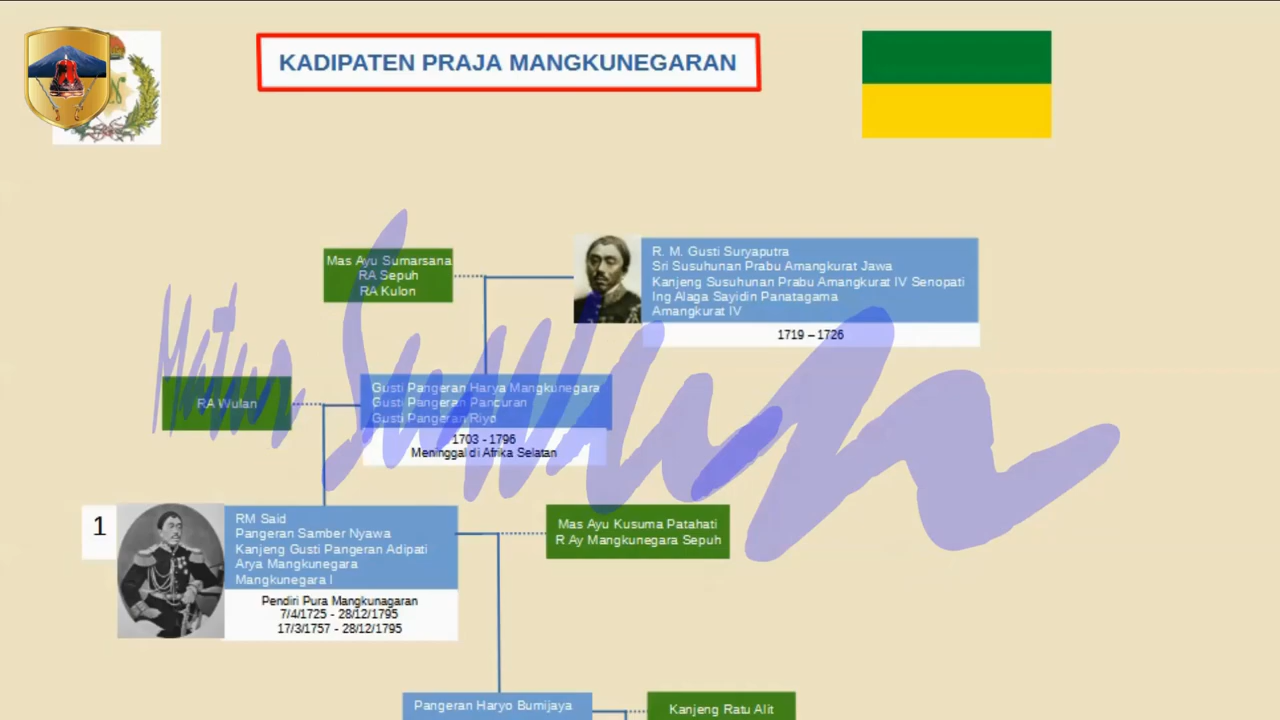 KADIPATEN PRAJA MANGKUNEGARAN
Mas Ayu Sumarsana
RA Sepuh
RA Kulon
R. M. Gusti Suryaputra
Sri Susuhunan Prabu Amangkurat Jawa
Kanjeng Susuhunan Prabu Amangkurat IV Senopati
Ing Alaga Sayidin Panatagama
Amangkurat IV
1719 – 1726
RA Wulan
Gusti Pangeran Harya Mangkunegara
Gusti Pangeran Pancuran
Gusti Pangeran Riyo
1703 - 1796
Meninggal di Afrika Selatan
Matur Suwun
1
RM Said
Pangeran Samber Nyawa
Kanjeng Gusti Pangeran Adipati
Arya Mangkunegara
Mangkunegara I
Pendiri Pura Mangkunagaran
7/4/1725 - 28/12/1795
17/3/1757 - 28/12/1795
Mas Ayu Kusuma Patahati
R Ay Mangkunegara Sepuh
Pangeran Haryo Bumijaya
Kanjeng Ratu Alit